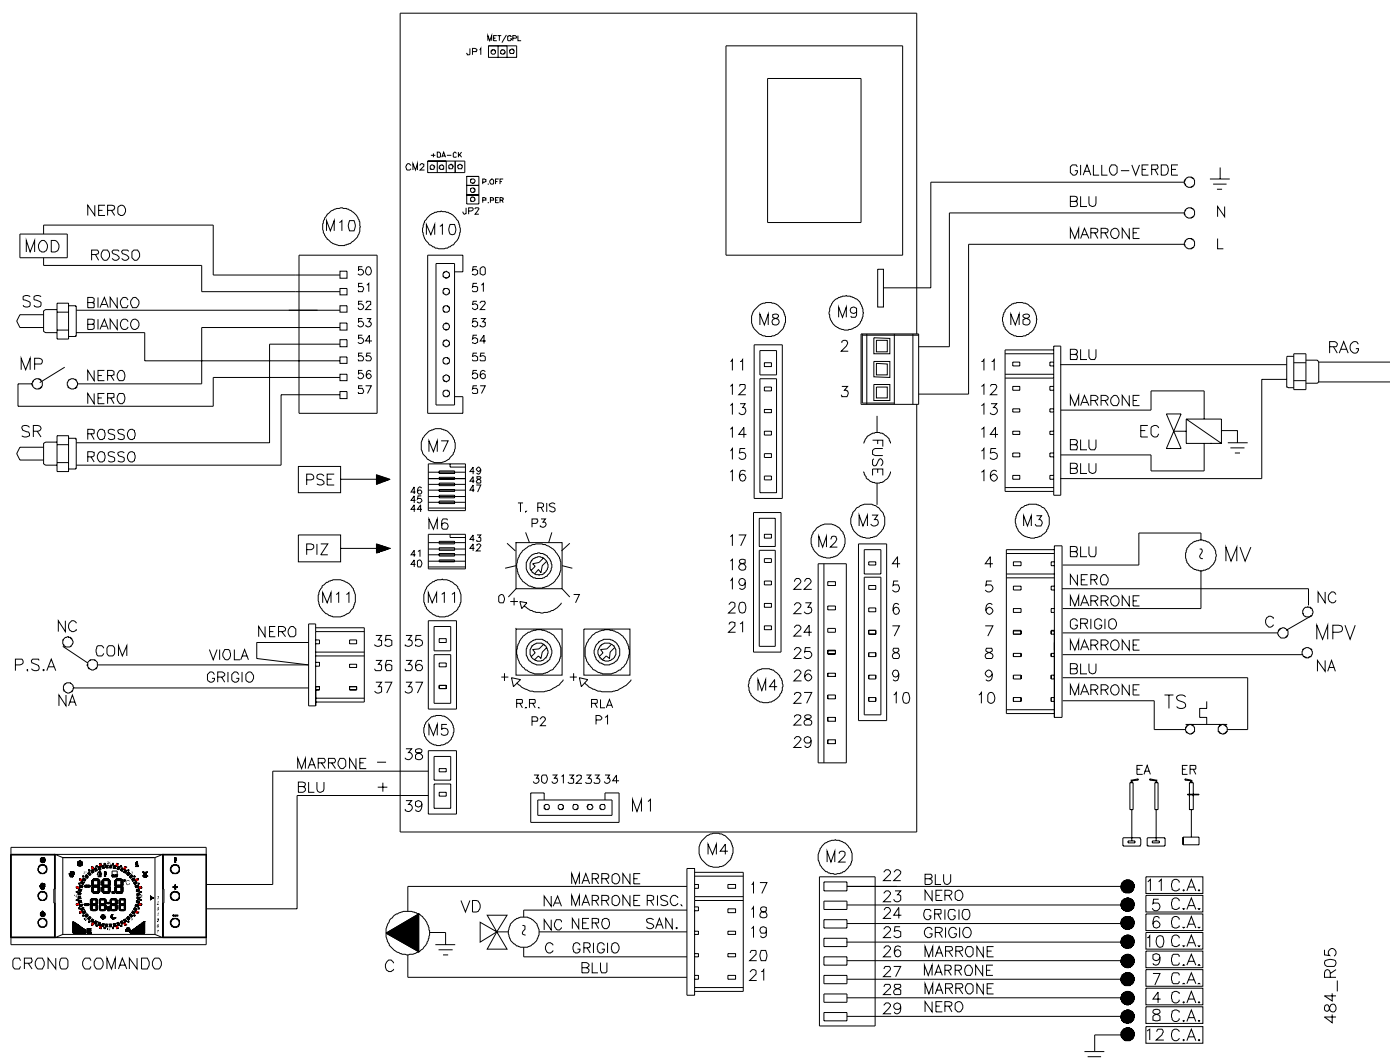 MET/GPL
JP1
+DA-CK
CM2
P.OFF
P.PER
JP2
GIALLO-VERDE
BLU N
MARRONE L
NERO
MOD
ROSSO
SS BIANCO
BIANCO
MP
NERO
NERO
SR ROSSO
ROSSO
M10
50
51
52
53
54
55
56
57
M10
50
51
52
53
54
55
56
57
M8
11
12
13
14
15
16
M9
2
3
FUSE
M8
11 BLU
12
13 MARRONE
14
15 BLU
16 BLU
RAG
EC
PSE
M7
49
48
47
46
45
44
PIZ
M6
43
42
41
40
T. RIS
P3
0 + 7
17
18
19
20
21
M4
M2
22
23
24
25
26
27
28
29
M3
4
5
6
7
8
9
10
M3
4 BLU
5 NERO
6 MARRONE
7 GRIGIO
8 MARRONE
9 BLU
10 MARRONE
MV
NC
C
MPV
NA
TS
M11
NC
COM
P.S.A
NA
NERO
VIOLA
GRIGIO
35
36
37
M11
35
36
37
+
R.R.
P2
+
RLA
P1
M5
38
39
MARRONE -
BLU +
30 31 32 33 34
M1
EA ER
CRONO COMANDO
M4
MARRONE 17
VD NA MARRONE RISC. 18
NC NERO SAN. 19
C GRIGIO 20
BLU 21
C
M2
22 BLU 11 C.A.
23 NERO 5 C.A.
24 GRIGIO 6 C.A.
25 GRIGIO 10 C.A.
26 MARRONE 9 C.A.
27 MARRONE 7 C.A.
28 MARRONE 4 C.A.
29 NERO 8 C.A.
12 C.A.
484_R05